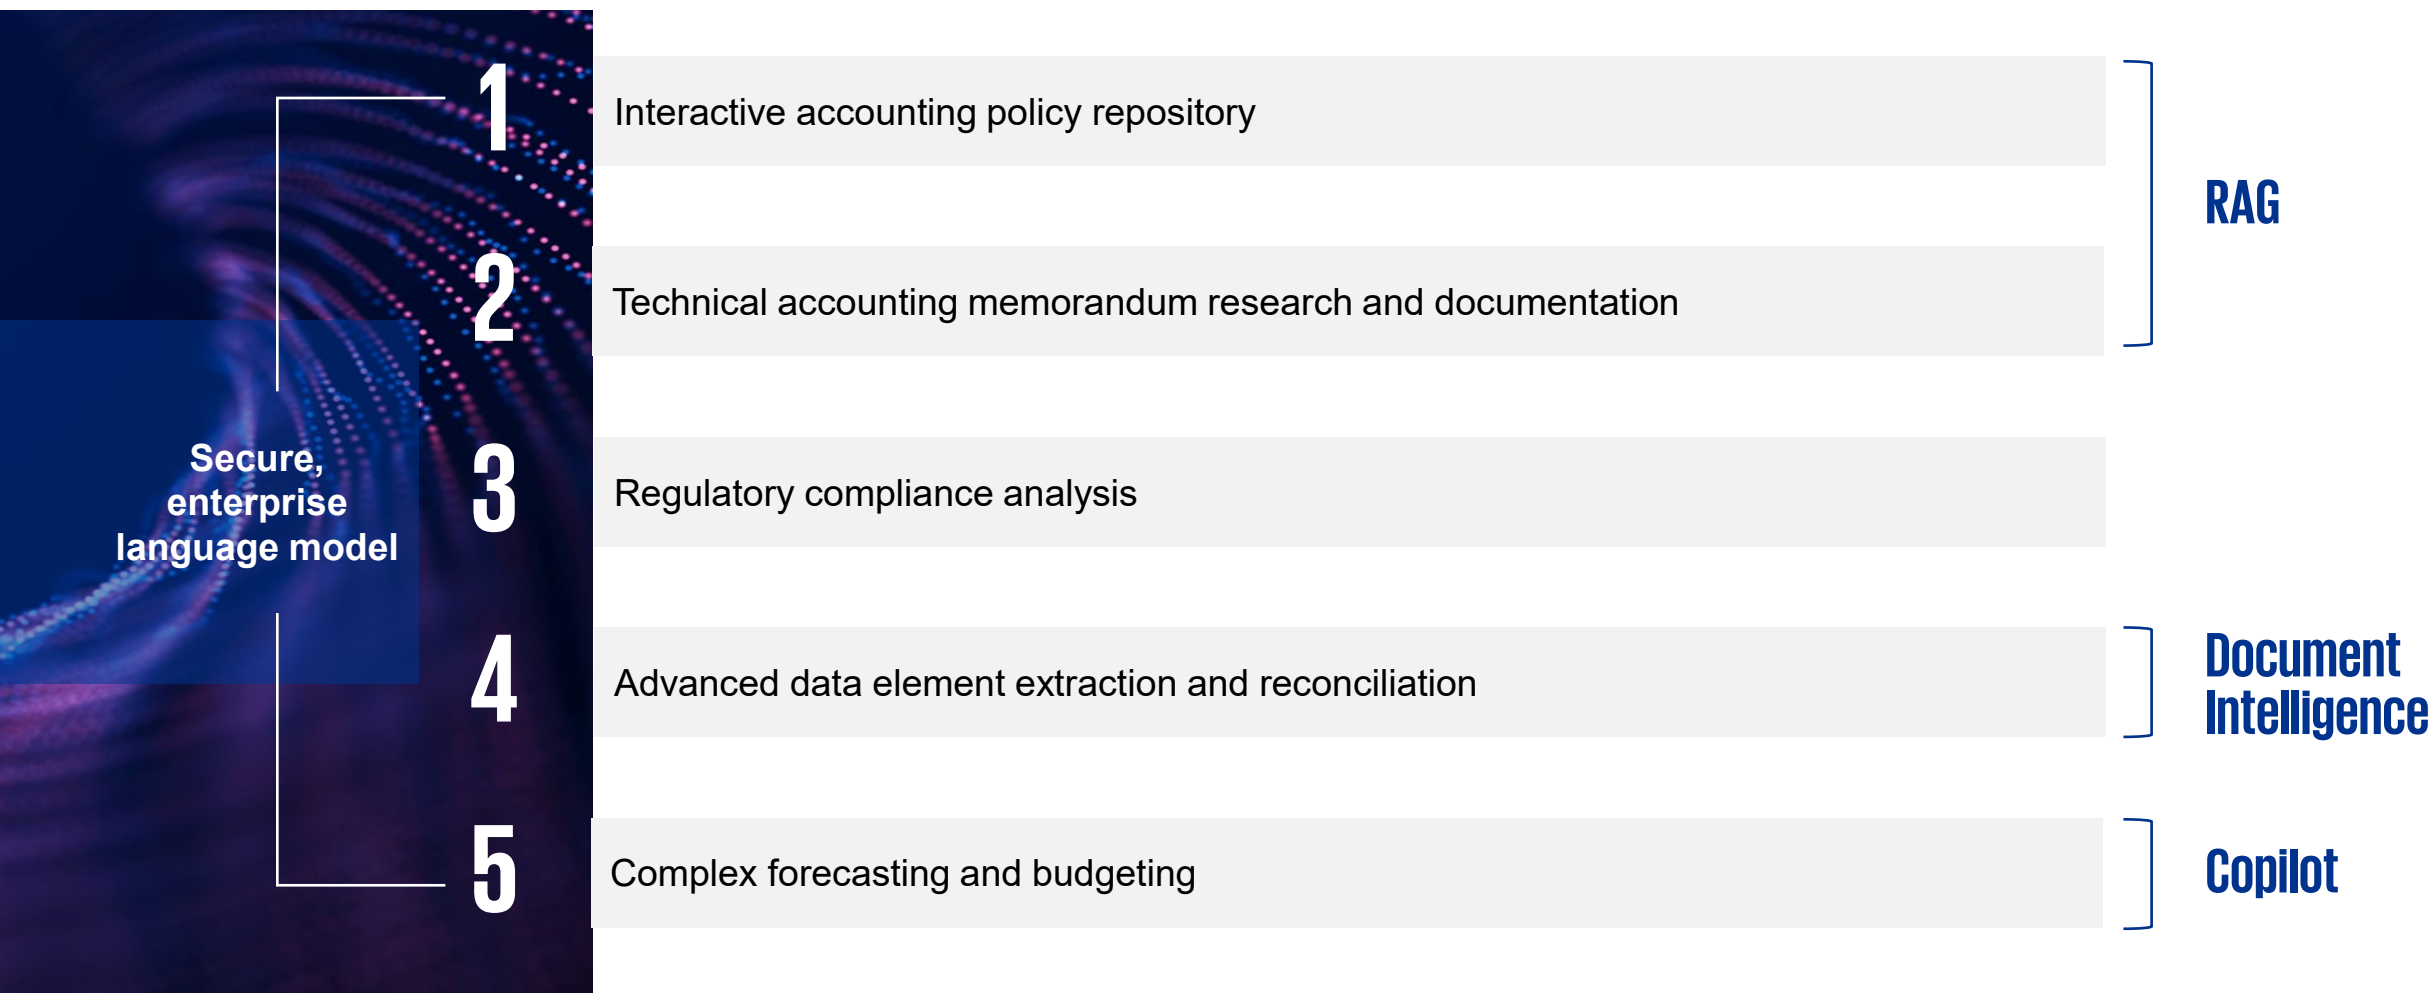 1
Interactive accounting policy repository
RAG
2
Technical accounting memorandum research and documentation
Secure,
enterprise
language model
3
Regulatory compliance analysis
4
Advanced data element extraction and reconciliation
Document
Intelligence
5
Complex forecasting and budgeting
Copilot